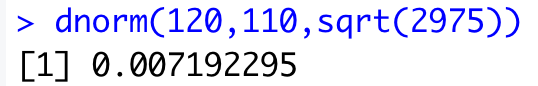 > dnorm(120,110,sqrt(2975))
[1] 0.007192295